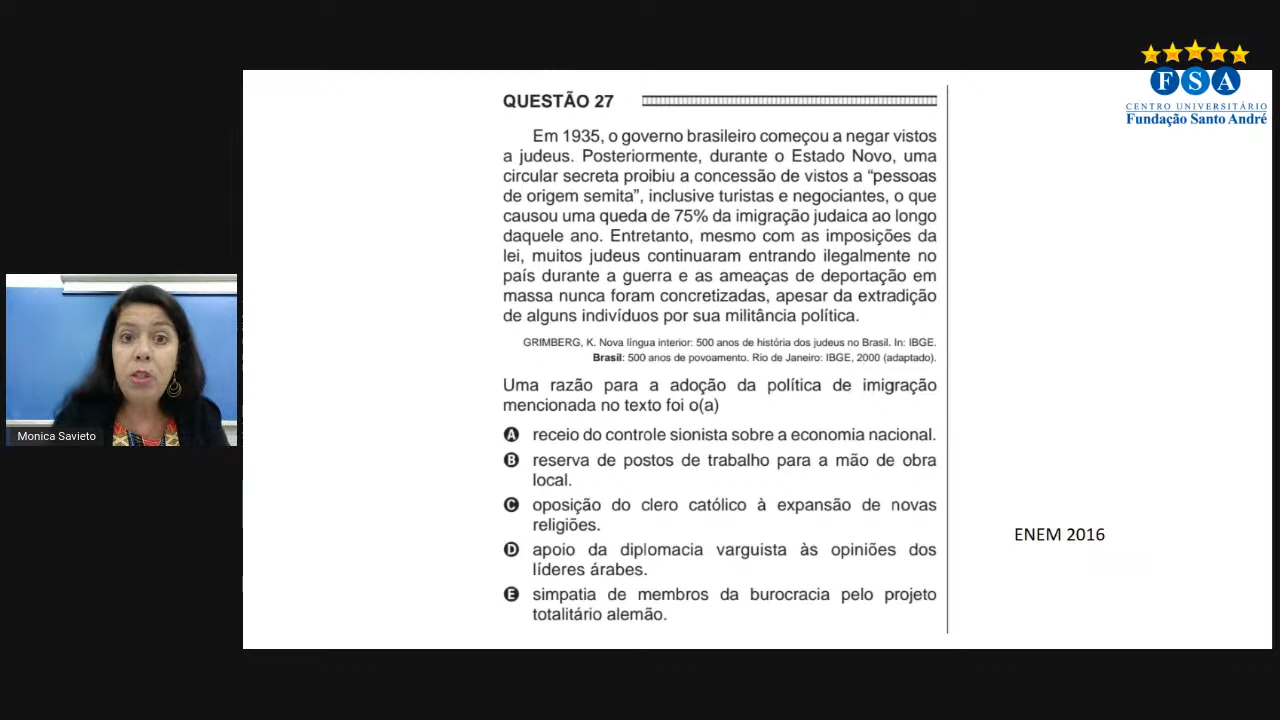 FSA
CENTRO UNIVERSITÁRIO
Fundação Santo André
QUESTÃO 27
Em 1935, o governo brasileiro começou a negar vistos
a judeus. Posteriormente, durante o Estado Novo, uma
circular secreta proibiu a concessão de vistos a “pessoas
de origem semita”, inclusive turistas e negociantes, o que
causou uma queda de 75% da imigração judaica ao longo
daquele ano. Entretanto, mesmo com as imposições da
lei, muitos judeus continuaram entrando ilegalmente no
país durante a guerra e as ameaças de deportação em
massa nunca foram concretizadas, apesar da extradição
de alguns indivíduos por sua militância política.
GRIMBERG, K. Nova língua interior: 500 anos de história dos judeus no Brasil. In: IBGE.
Brasil: 500 anos de povoamento. Rio de Janeiro: IBGE, 2000 (adaptado).
Uma razão para a adoção da política de imigração
mencionada no texto foi o(a)
A receio do controle sionista sobre a economia nacional.
B reserva de postos de trabalho para a mão de obra
local.
C oposição do clero católico à expansão de novas
religiões.
D apoio da diplomacia varguista às opiniões dos
líderes árabes.
E simpatia de membros da burocracia pelo projeto
totalitário alemão.
ENEM 2016
Monica Savieto